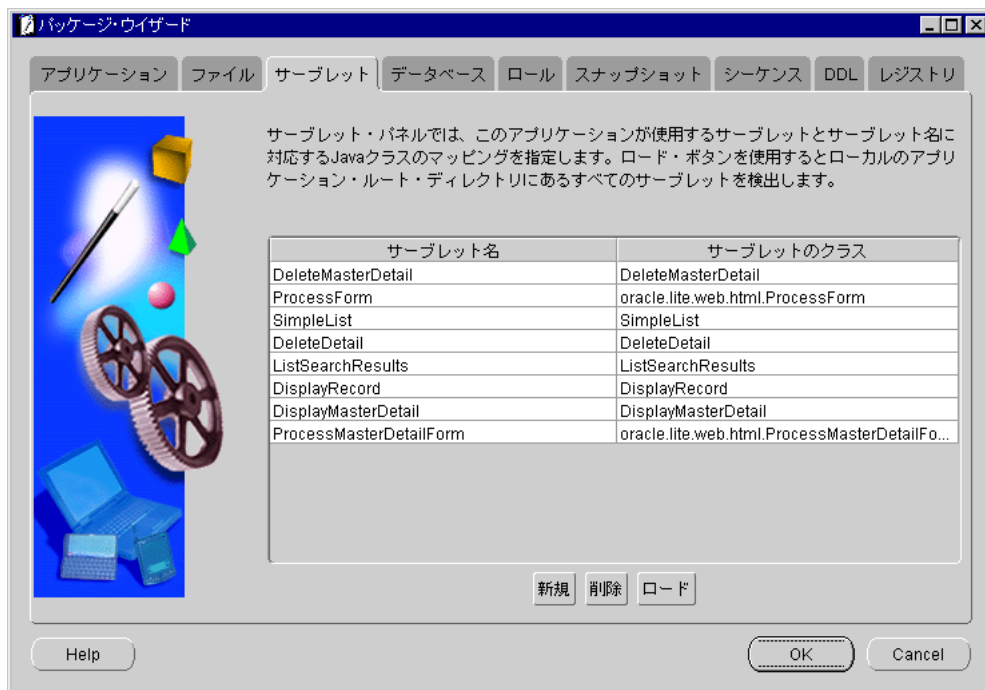 パッケージ・ウイザード
アプリケーション ファイル サーブレット データベース ロール スナップショット シーケンス DDL レジストリ
サーブレット・パネルでは、このアプリケーションが使用するサーブレットとサーブレット名に
対応するJavaクラスのマッピングを指定します。ロード・ボタンを使用するとローカルのアプリ
ケーション・ルート・ディレクトリにあるすべてのサーブレットを検出します。
サーブレット名 サーブレットのクラス
DeleteMasterDetail DeleteMasterDetail
ProcessForm oracle.lite.web.html.ProcessForm
SimpleList SimpleList
DeleteDetail DeleteDetail
ListSearchResults ListSearchResults
DisplayRecord DisplayRecord
DisplayMasterDetail DisplayMasterDetail
ProcessMasterDetailForm oracle.lite.web.html.ProcessMasterDetailFo...
新規 削除 ロード
Help OK Cancel